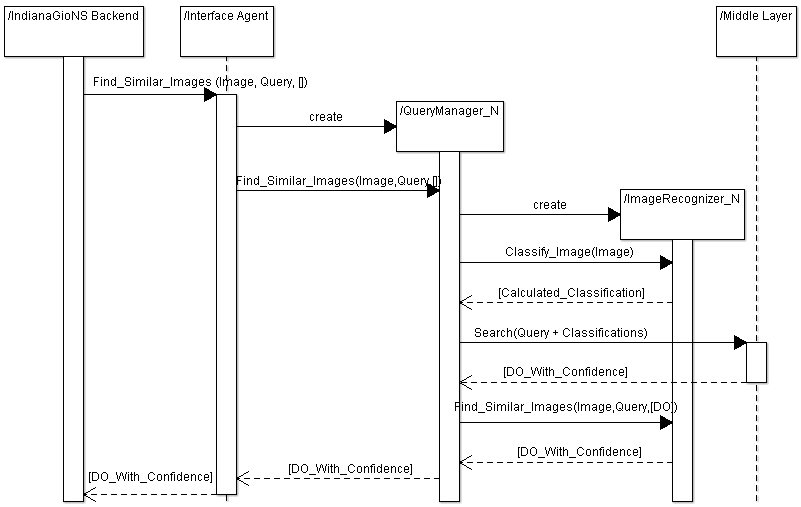 /IndianaGioNS Backend
/Interface Agent
/Middle Layer
Find_Similar_Images (Image, Query, [])
create
/QueryManager_N
Find_Similar_Images(Image,Query,[])
create
/ImageRecognizer_N
Classify_Image(Image)
[Calculated_Classification]
Search(Query + Classifications)
[DO_With_Confidence]
Find_Similar_Images(Image,Query,[DO])
[DO_With_Confidence]
[DO_With_Confidence]
[DO_With_Confidence]